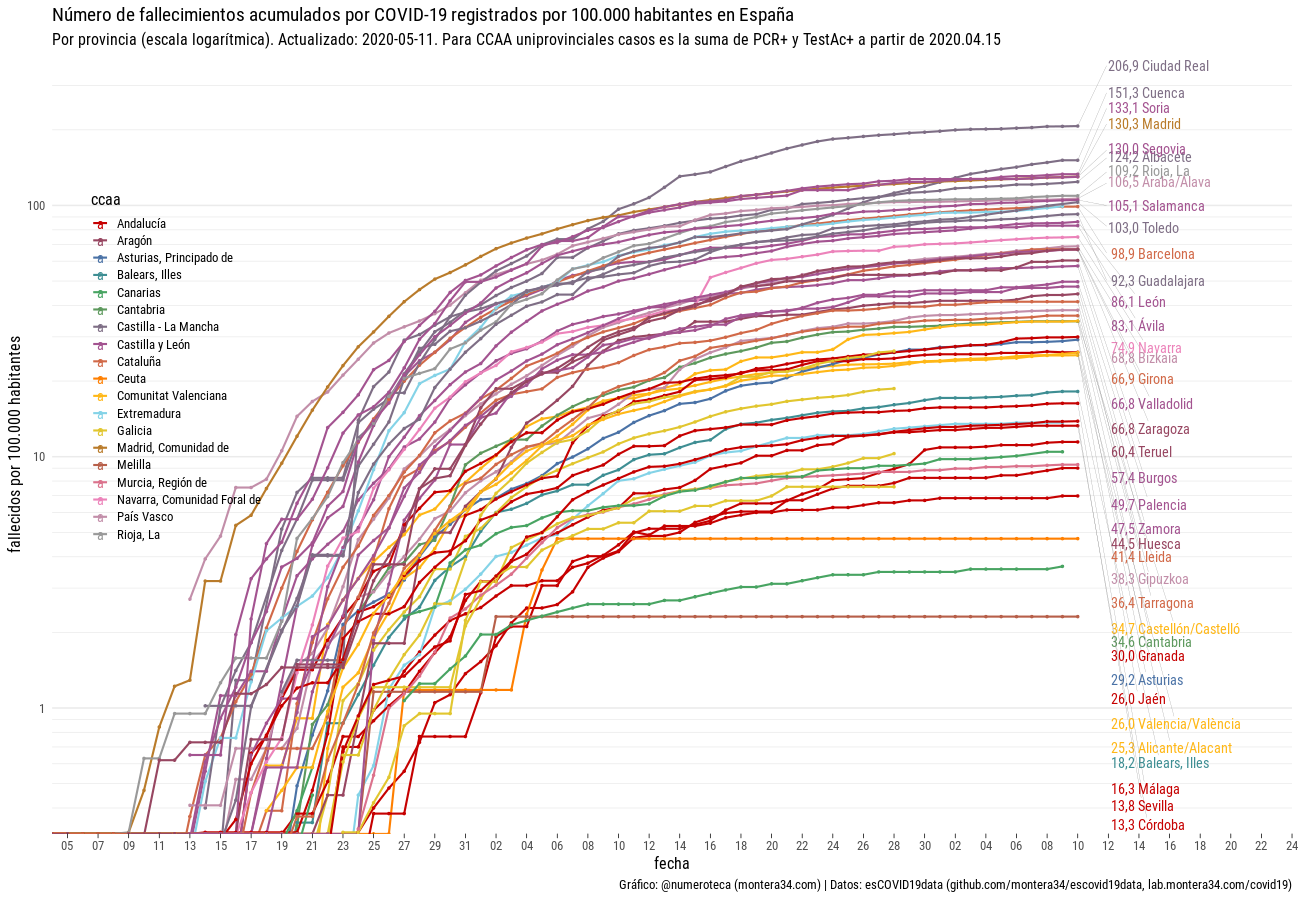 Número de fallecimientos acumulados por COVID-19 registrados por 100.000 habitantes en España
Por provincia (escala logarítmica). Actualizado: 2020-05-11. Para CCAA uniprovinciales casos es la suma de PCR+ y TestAc+ a partir de 2020.04.15
fallecidos por 100.000 habitantes
100
10
1
ccaa
Andalucía
Aragón
Asturias, Principado de
Balears, Illes
Canarias
Cantabria
Castilla - La Mancha
Castilla y León
Cataluña
Ceuta
Comunitat Valenciana
Extremadura
Galicia
Madrid, Comunidad de
Melilla
Murcia, Región de
Navarra, Comunidad Foral de
País Vasco
Rioja, La
206,9 Ciudad Real
151,3 Cuenca
133,1 Soria
130,3 Madrid
130,0 Segovia
124,2 Albacete
109,2 Rioja, La
106,5 Araba/Álava
105,1 Salamanca
103,0 Toledo
98,9 Barcelona
92,3 Guadalajara
86,1 León
83,1 Ávila
74,9 Navarra
68,8 Bizkaia
66,9 Girona
66,8 Valladolid
66,8 Zaragoza
60,4 Teruel
57,4 Burgos
49,7 Palencia
47,5 Zamora
44,5 Huesca
41,4 Lleida
38,3 Gipuzkoa
36,4 Tarragona
34,7 Castellón/Castelló
34,6 Cantabria
30,0 Granada
29,2 Asturias
26,0 Jaén
26,0 Valencia/València
25,3 Alicante/Alacant
18,2 Balears, Illes
16,3 Málaga
13,8 Sevilla
13,3 Córdoba
05 07 09 11 13 15 17 19 21 23 25 27 29 31 02 04 06 08 10 12 14 16 18 20 22 24 26 28 30 02 04 06 08 10 12 14 16 18 20 22 24
fecha
Gráfico: @numeroteca (montera34.com) | Datos: esCOVID19data (github.com/montera34/escovid19data, lab.montera34.com/covid19)